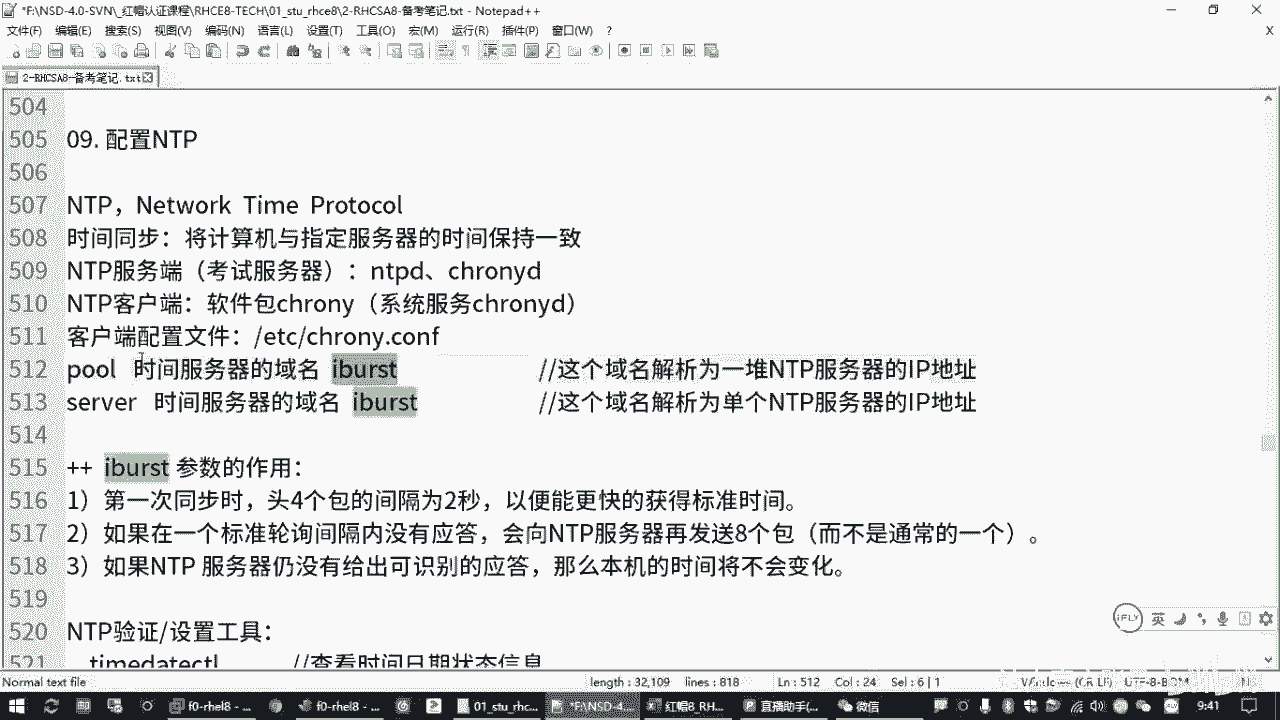 *F:\NSD-4.0-SVN\_红帽认证课程\RHCE8-TECH\01_stu_rhce8\2-RHCSA8-备考笔记.txt - Notepad++
文件(F) 编辑(E) 搜索(S) 视图(V) 编码(N) 语言(L) 设置(T) 工具(O) 宏(M) 运行(R) 插件(P) 窗口(W) ?
X
2-RHCSA8-备考笔记.txt
504
505 09. 配置NTP
506
507 NTP，Network Time Protocol
508 时间同步：将计算机与指定服务器的时间保持一致
509 NTP服务端（考试服务器）：ntpd、chronyd
510 NTP客户端：软件包chrony（系统服务chronyd）
511 客户端配置文件：/etc/chrony.conf
512 pool 时间服务器的域名 iburst //这个域名解析为一堆NTP服务器的IP地址
513 server 时间服务器的域名 iburst //这个域名解析为单个NTP服务器的IP地址
514
515 ++ iburst 参数的作用：
516 1）第一次同步时，头4个包的间隔为2秒，以便能更快的获得标准时间。
517 2）如果在一个标准轮询间隔内没有应答，会向NTP服务器再发送8个包（而不是通常的一个）。
518 3）如果NTP 服务器仍没有给出可识别的应答，那么本机的时间将不会变化。
519
520 NTP验证/设置工具：
521 timedatectl //查看时间日期状态信息
iFLY 英
Normal text file length : 32,109 lines : 818 Ln : 512 Col : 24 Sel : 6 | 1 Windows (CR LF) UTF-8-BOM
f0-rhel8 - ... f0-rhel8 - ... 01_stu_rhc... *F:\NSD-4... 红帽8_RH... 直播助手(... 微信 9:41